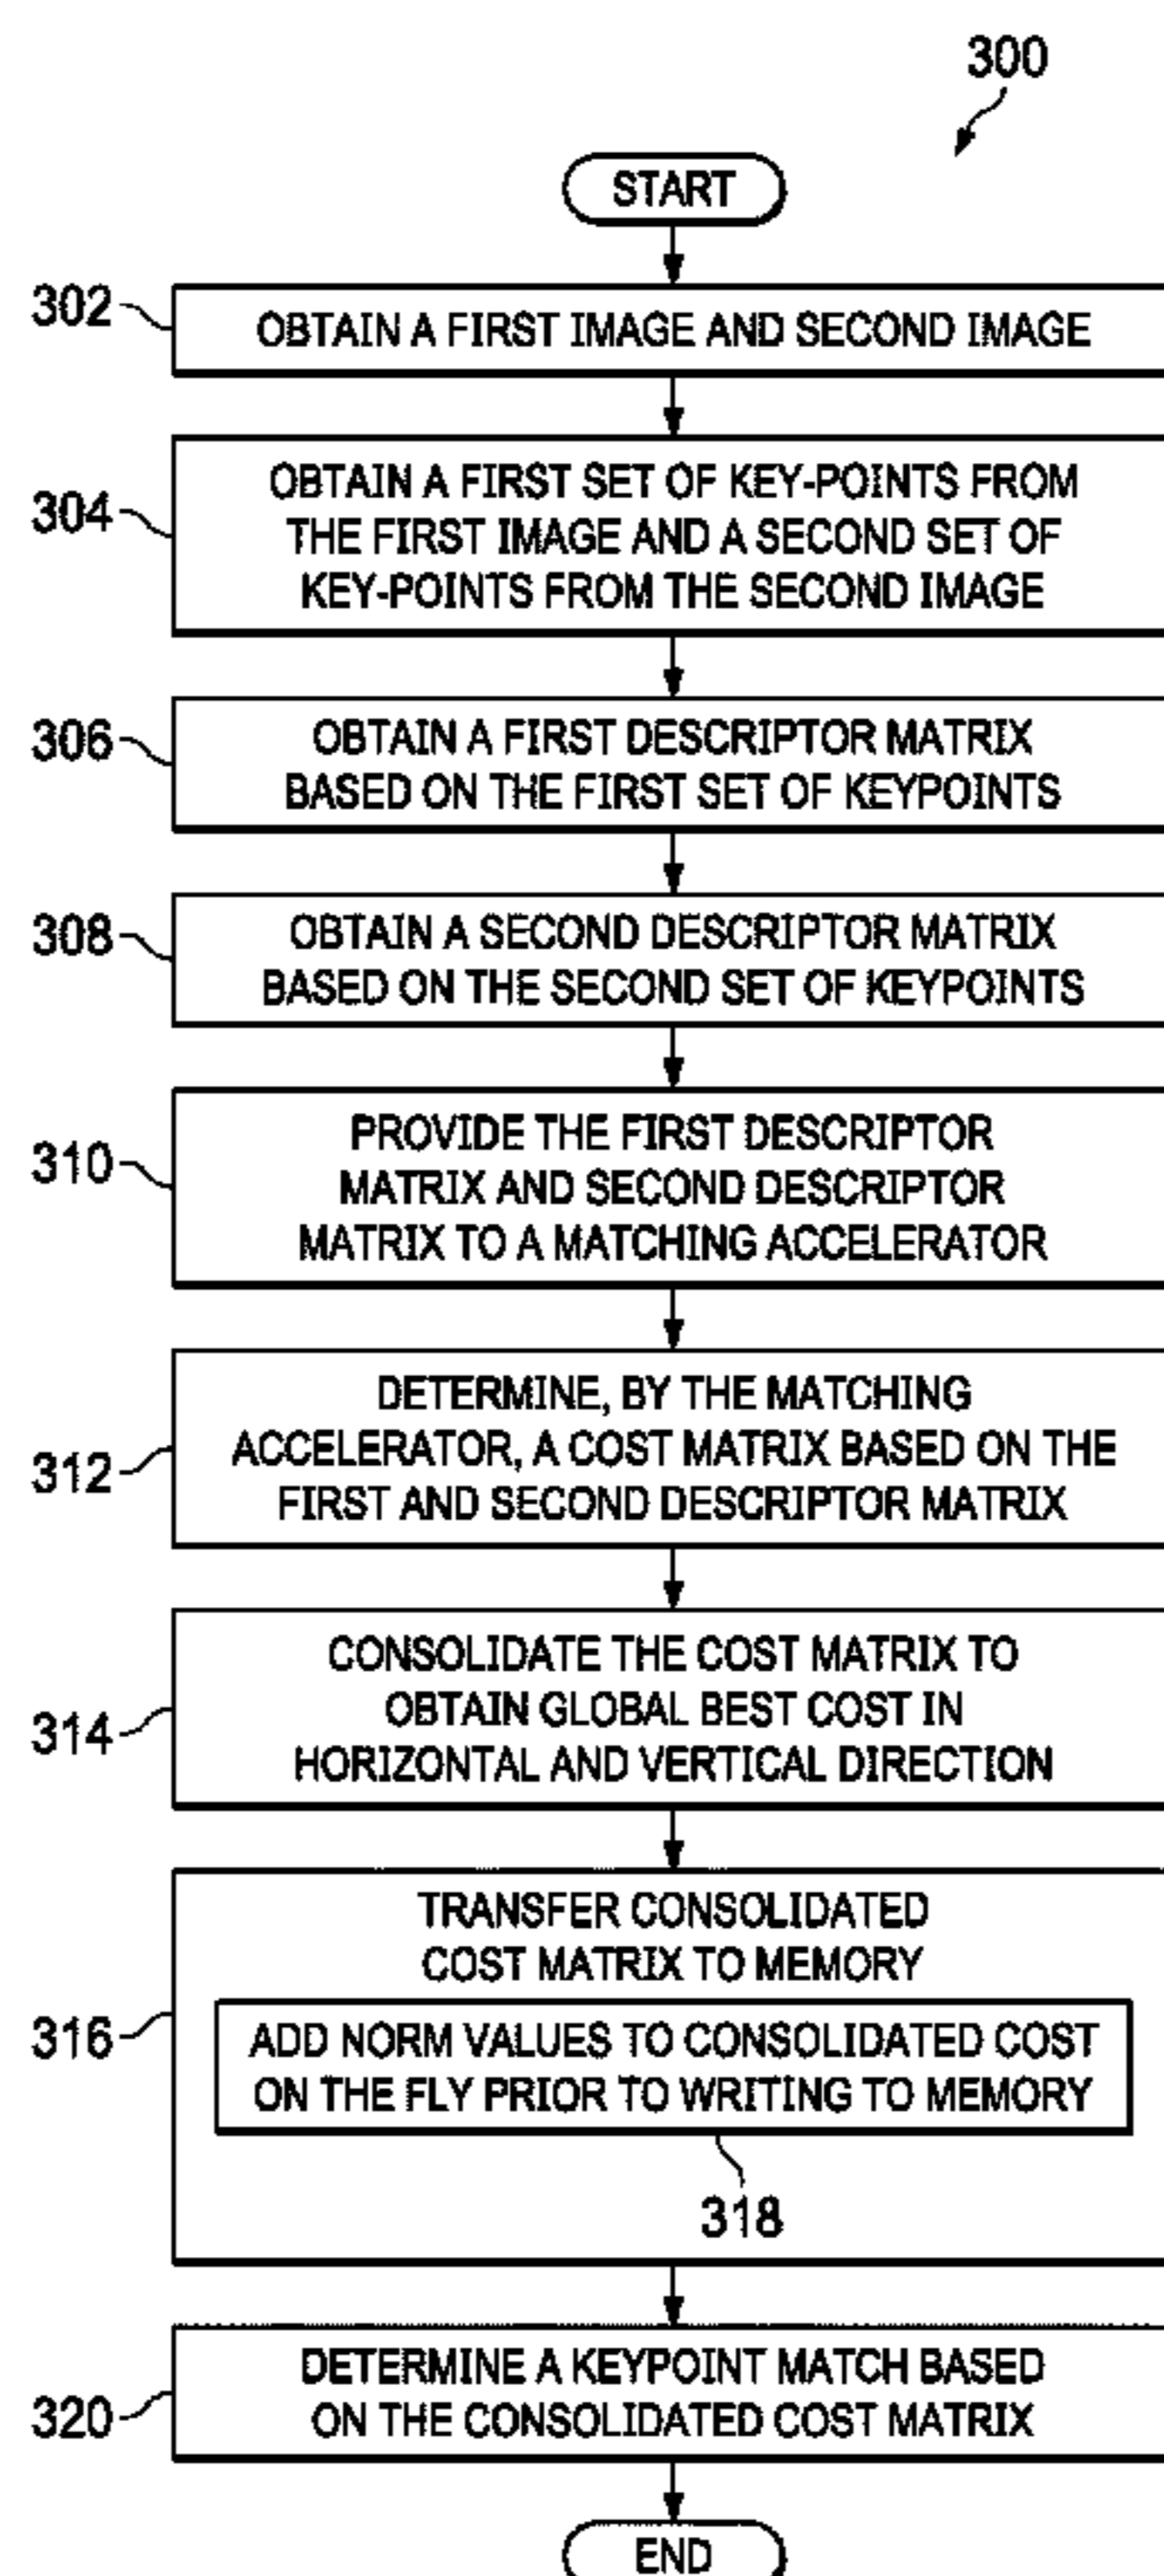 300
START
302
OBTAIN A FIRST IMAGE AND SECOND IMAGE
304
OBTAIN A FIRST SET OF KEY-POINTS FROM
THE FIRST IMAGE AND A SECOND SET OF
KEY-POINTS FROM THE SECOND IMAGE
306
OBTAIN A FIRST DESCRIPTOR MATRIX
BASED ON THE FIRST SET OF KEYPOINTS
308
OBTAIN A SECOND DESCRIPTOR MATRIX
BASED ON THE SECOND SET OF KEYPOINTS
310
PROVIDE THE FIRST DESCRIPTOR
MATRIX AND SECOND DESCRIPTOR
MATRIX TO A MATCHING ACCELERATOR
312
DETERMINE, BY THE MATCHING
ACCELERATOR, A COST MATRIX BASED ON THE
FIRST AND SECOND DESCRIPTOR MATRIX
314
CONSOLIDATE THE COST MATRIX TO
OBTAIN GLOBAL BEST COST IN
HORIZONTAL AND VERTICAL DIRECTION
316
TRANSFER CONSOLIDATED
COST MATRIX TO MEMORY
ADD NORM VALUES TO CONSOLIDATED COST
ON THE FLY PRIOR TO WRITING TO MEMORY
318
320
DETERMINE A KEYPOINT MATCH BASED
ON THE CONSOLIDATED COST MATRIX
END